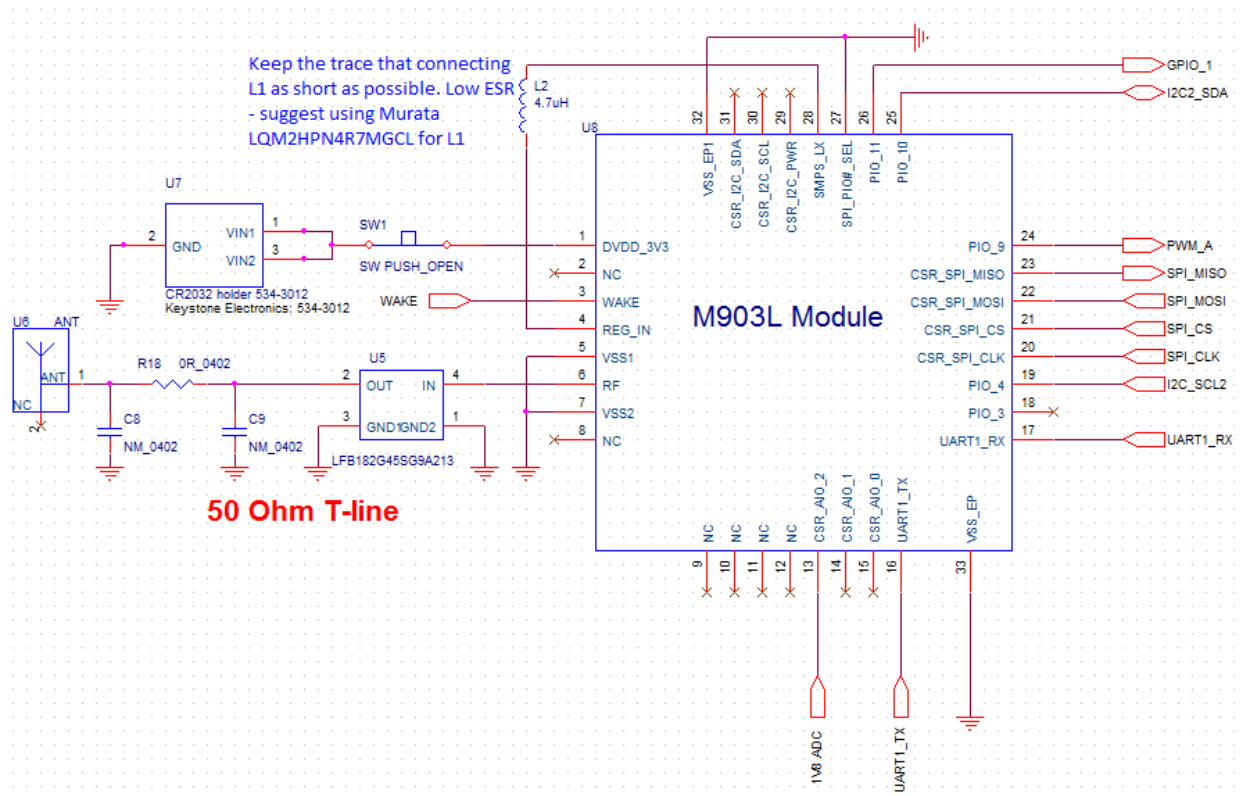 Keep the trace that connecting
L1 as short as possible. Low ESR
- suggest using Murata
LQM2HPN4R7MGCL for L1
L2
4.7uH
U8
32
31
30
29
28
27
26
25
VSS_EP1
CSR_I2C_SDA
CSR_I2C_SCL
CSR_I2C_PWR
SMPS_LX
SPI_PIO#_SEL
PIO_11
PIO_10
GPIO_1
I2C2_SDA
U7
2
GND
VIN1
1
VIN2
3
CR2032 holder 534-3012
Keystone Electronics: 534-3012
SW1
SW PUSH_OPEN
WAKE
1
DVDD_3V3
2
NC
3
WAKE
4
REG_IN
5
VSS1
6
RF
7
VSS2
8
NC
M903L Module
PIO_9
24
PWM_A
CSR_SPI_MISO
23
SPI_MISO
CSR_SPI_MOSI
22
SPI_MOSI
CSR_SPI_CS
21
SPI_CS
CSR_SPI_CLK
20
SPI_CLK
PIO_4
19
I2C_SCL2
PIO_3
18
UART1_RX
17
UART1_RX
U6
ANT
ANT
1
NC
2
R18
0R_0402
C8
NM_0402
C9
NM_0402
U5
2
OUT
IN
4
3
GND1
GND2
1
LFB182G45SG9A213
50 Ohm T-line
NC
NC
NC
NC
CSR_AIO_2
CSR_AIO_1
CSR_AIO_0
UART1_TX
VSS_EP
9
10
11
12
13
14
15
16
33
1V8 ADC
UART1_TX